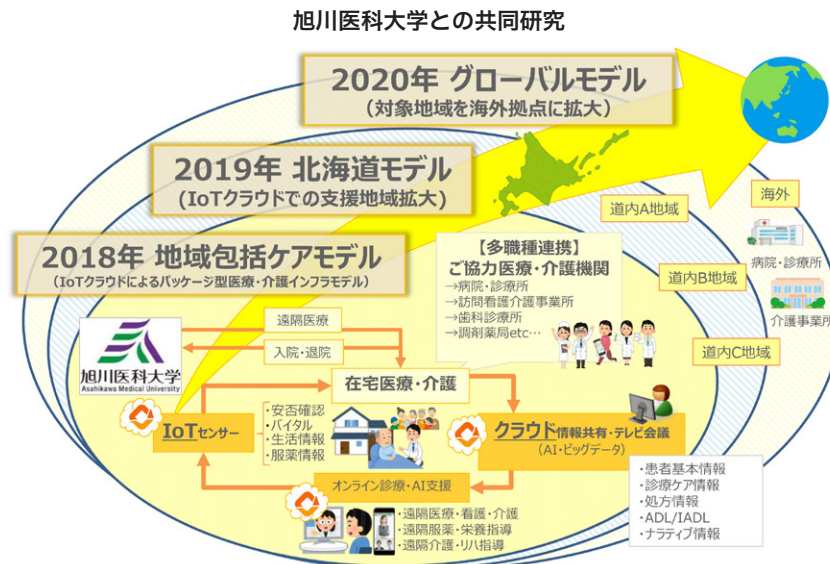 旭川医科大学との共同研究
2020年 グローバルモデル
(対象地域を海外拠点に拡大)
2019年 北海道モデル
(IoTクラウドでの支援地域拡大)
2018年 地域包括ケアモデル
(IoTクラウドによるパッケージ型医療・介護インフラモデル)
海外
病院・診療所
介護事業所
道内A地域
道内B地域
道内C地域
【多職種連携】
ご協力医療・介護機関
→病院・診療所
→訪問看護介護事業所
→歯科診療所
→調剤薬局etc…
旭川医科大学
Asahikawa Medical University
遠隔医療
入院・退院
在宅医療・介護
IoTセンサー
・安否確認
・バイタル
・生活情報
・服薬情報
クラウド情報共有・テレビ会議
(AI・ビッグデータ)
オンライン診療・AI支援
・遠隔医療・看護・介護
・遠隔服薬・栄養指導
・遠隔介護・リハ指導
・患者基本情報
・診療ケア情報
・処方情報
・ADL/IADL
・ナラティブ情報